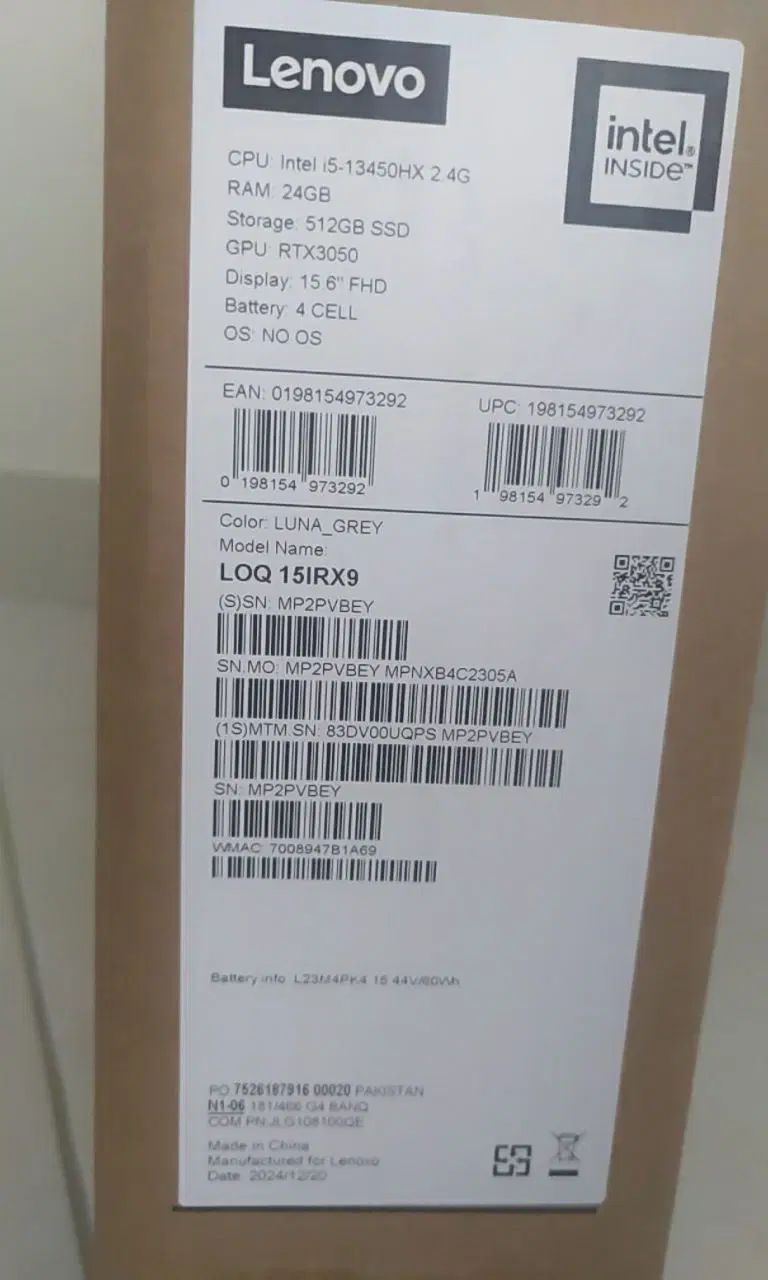 Lenovo
intel®
INSIDE™
CPU: Intel i5-13450HX 2.4G
RAM: 24GB
Storage: 512GB SSD
GPU: RTX3050
Display: 15.6" FHD
Battery: 4 CELL
OS: NO OS
EAN: 0198154973292
UPC: 198154973292
0 198154 973292
1 98154 97329 2
Color: LUNA_GREY
Model Name:
LOQ 15IRX9
(S)SN: MP2PVBEY
SN.MO: MP2PVBEY MPNXB4C2305A
(1S)MTM.SN: 83DV00UQPS MP2PVBEY
SN: MP2PVBEY
WMAC: 7008947B1A69
Battery info: L23M4PK4 15.44V/60Wh
PO 7526187916 00020 PAKISTAN
N1-06 G4 BANQ
COM PN:
Made in China
Manufactured for Lenovo
Date: 2024/12/20